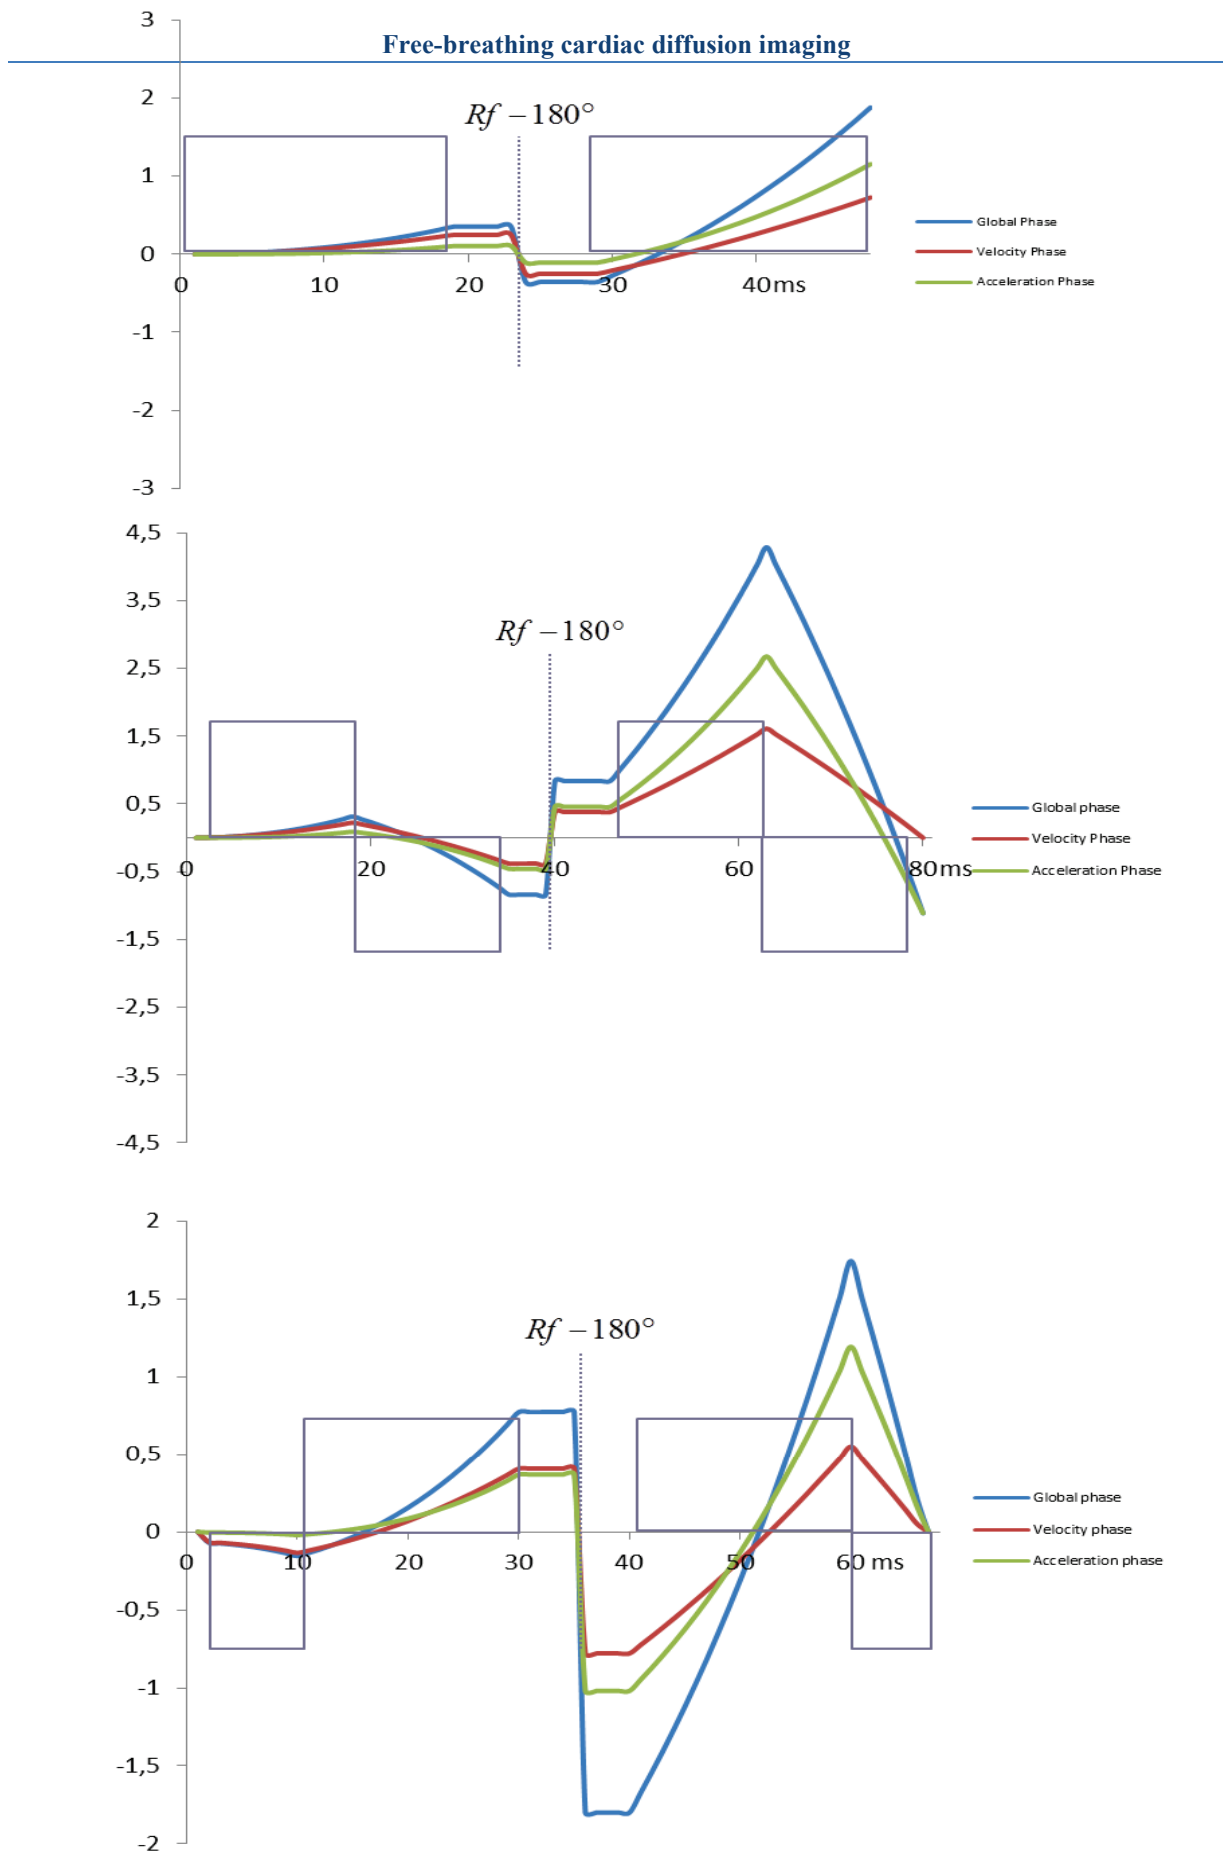 3
Free-breathing cardiac diffusion imaging
2
Rf – 180°
1
Global Phase
Velocity Phase
0
Acceleration Phase
0 10 20 30 40ms
-1
-2
-3
4,5
3,5
Rf – 180°
2,5
1,5
0,5
Global phase
Velocity Phase
-0,5
0 20 40 60 80ms
Acceleration Phase
-1,5
-2,5
-3,5
-4,5
2
1,5
Rf – 180°
1
0,5
Global phase
0
Velocity phase
0 10 20 30 40 50 60 ms
Acceleration phase
-0,5
-1
-1,5
-2